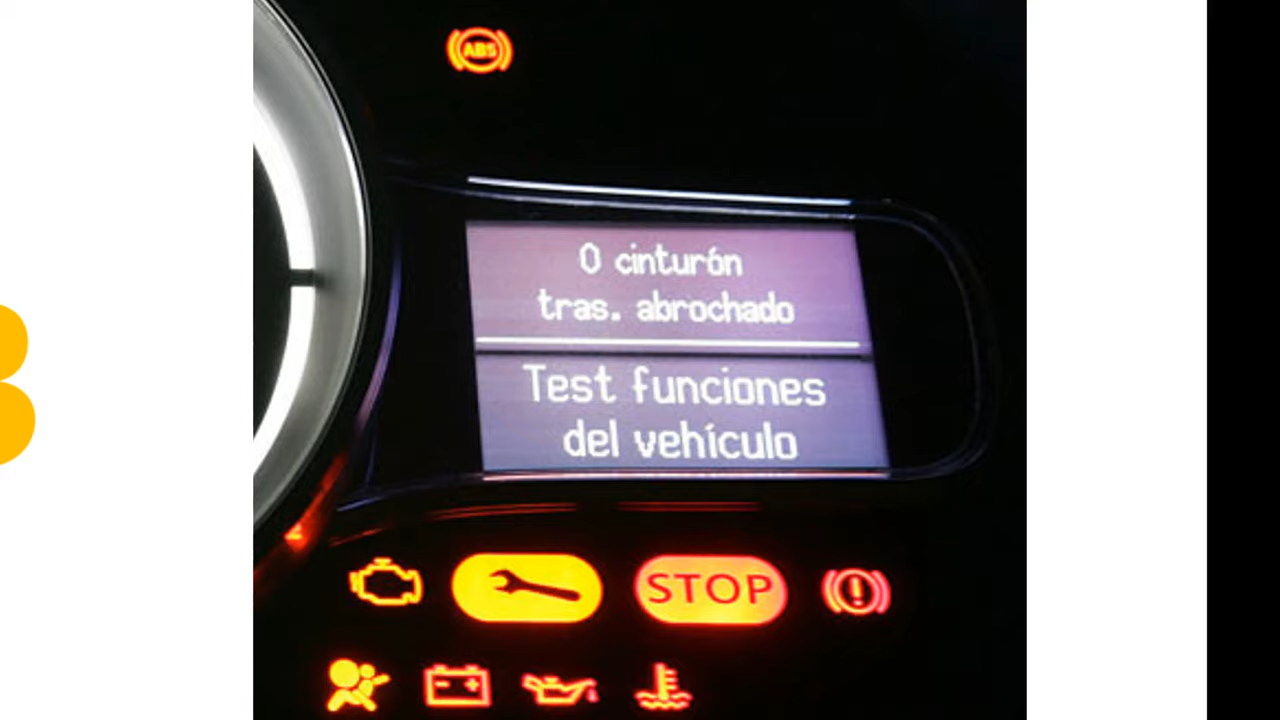 ABS
0 cinturón
tras. abrochado
Test funciones
del vehículo
STOP